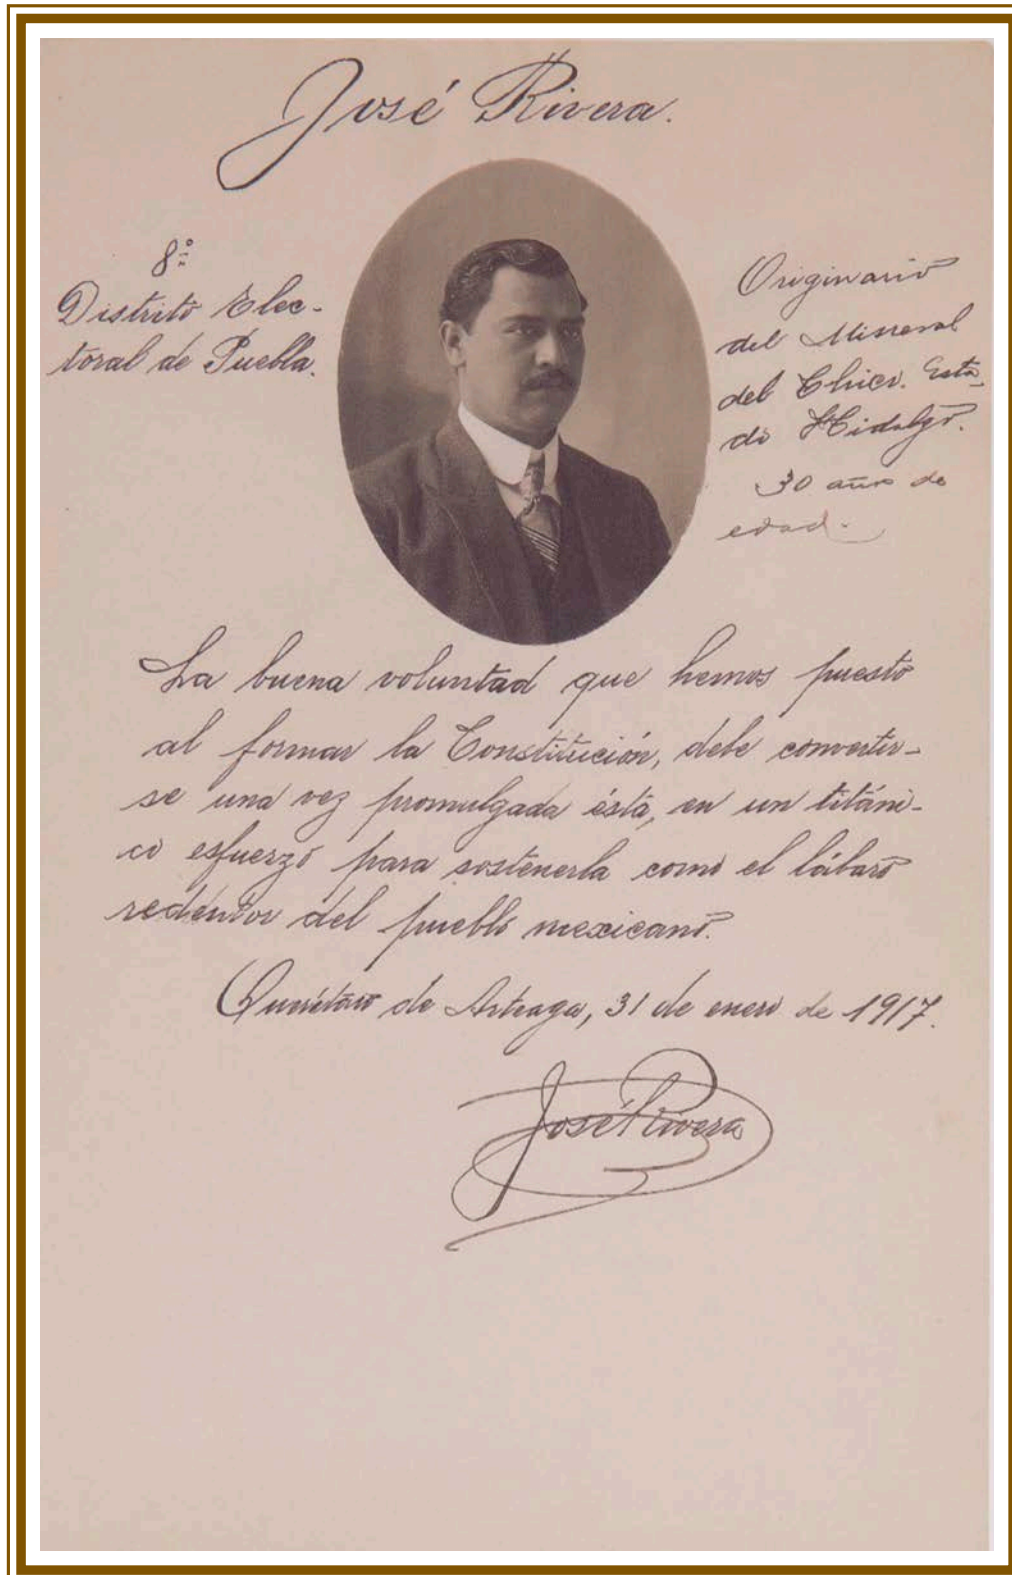 José Rivera.
8º
Distrito Elec-
toral de Puebla.
Originario
del Mineral
del Chico. Esta-
do Hidalgo.
30 años de
edad.
La buena voluntad que hemos puesto
al formar la Constitución, debe convertir-
se una vez promulgada ésta, en un titáni-
co esfuerzo para sostenerla como el lábaro
redentor del pueblo mexicano.
Querétaro de Arteaga, 31 de enero de 1917.
José Rivera